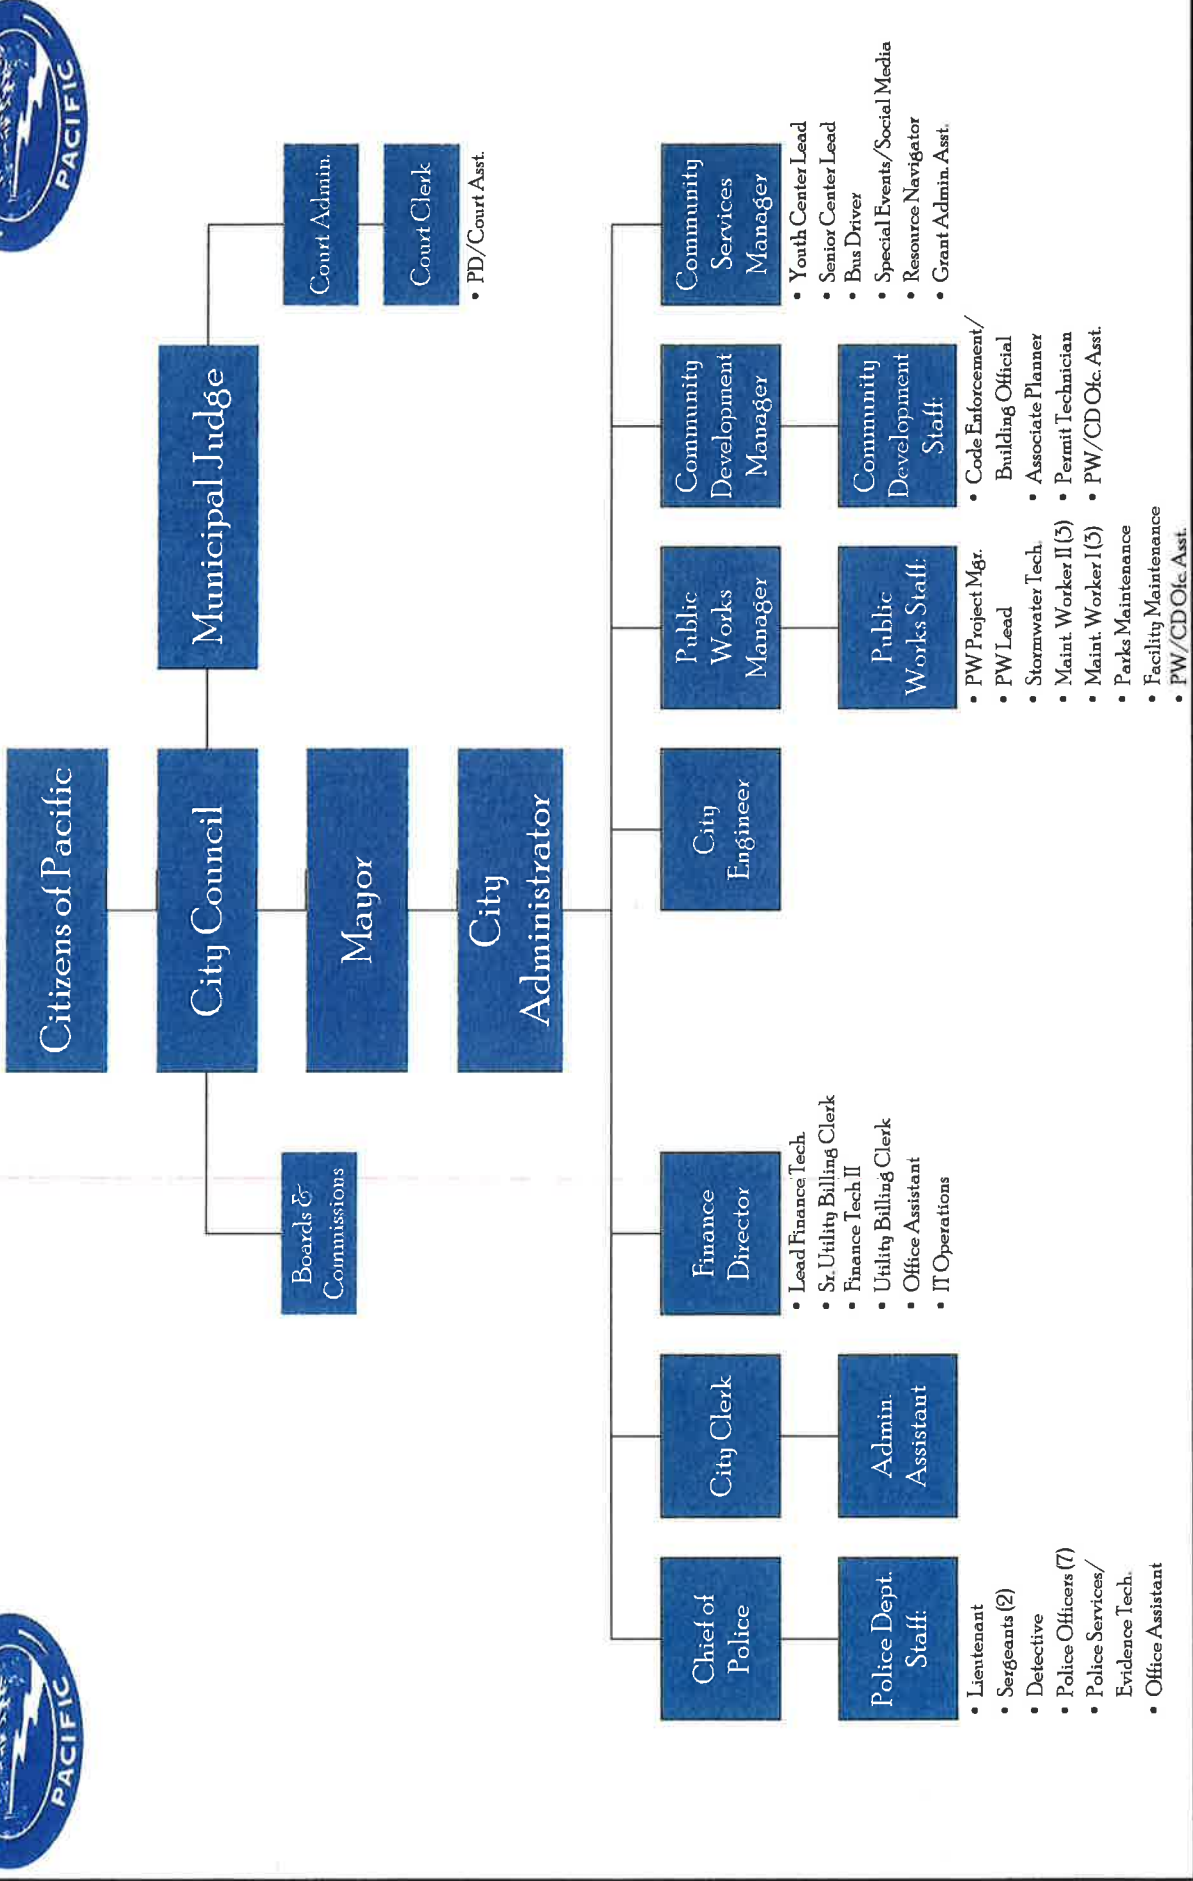 PACIFIC
PACIFIC
Citizens of Pacific
City Council
Municipal Judge
Boards &
Commissions
Mayor
Court Admin.
Court Clerk
• PD/Court Asst.
City
Administrator
Chief of
Police
Police Dept.
Staff:
• Lieutenant
• Sergeants (2)
• Detective
• Police Officers (7)
• Police Services/
Evidence Tech.
• Office Assistant
City Clerk
Admin.
Assistant
Finance
Director
• Lead Finance Tech.
• Sr. Utility Billing Clerk
• Finance Tech II
• Utility Billing Clerk
• Office Assistant
• IT Operations
City
Engineer
Public
Works
Manager
Public
Works Staff:
• PW Project Mgr.
• PW Lead
• Stormwater Tech.
• Maint. Worker II (3)
• Maint. Worker I (3)
• Parks Maintenance
• Facility Maintenance
• PW/CD Ofc. Asst.
Community
Development
Manager
Community
Development
Staff:
• Code Enforcement/
Building Official
• Associate Planner
• Permit Technician
• PW/CD Ofc. Asst.
Community
Services
Manager
• Youth Center Lead
• Senior Center Lead
• Bus Driver
• Special Events/Social Media
• Resource Navigator
• Grant Admin. Asst.